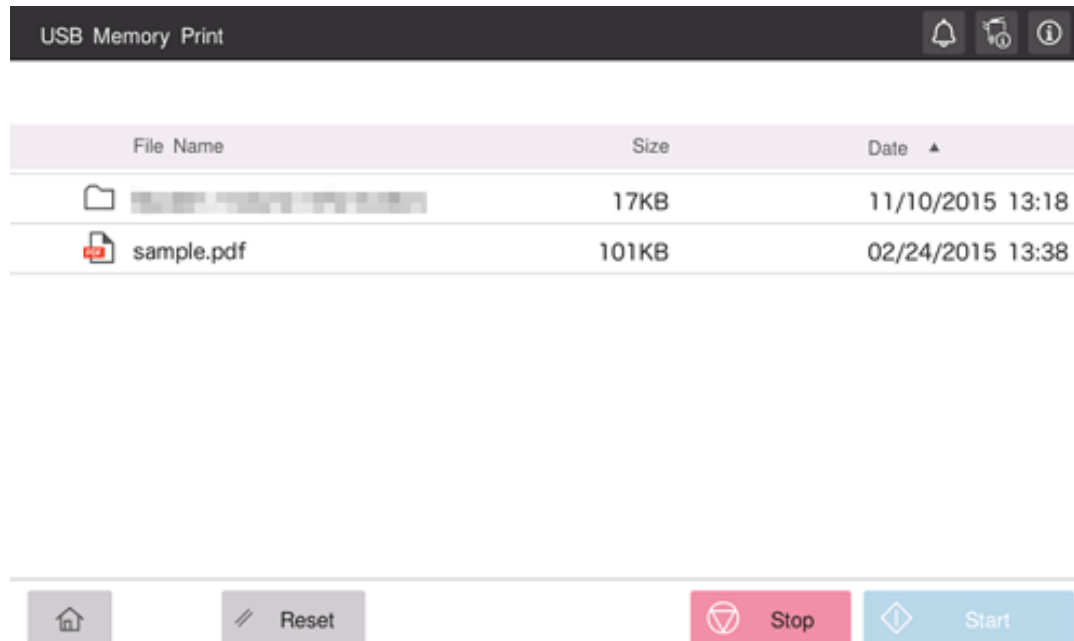 USB Memory Print
File Name Size Date ▲
17KB 11/10/2015 13:18
sample.pdf 101KB 02/24/2015 13:38
Reset Stop Start